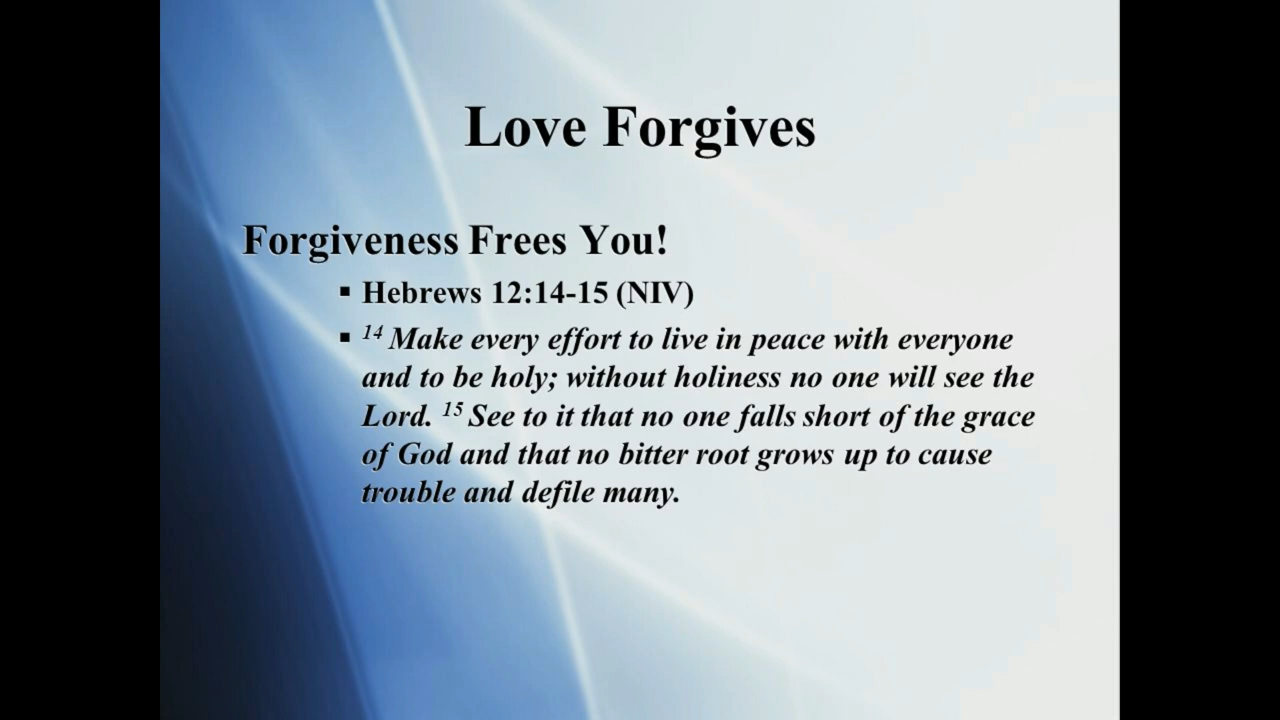 Love Forgives
Forgiveness Frees You!
▪ Hebrews 12:14-15 (NIV)
▪ 14 Make every effort to live in peace with everyone
and to be holy; without holiness no one will see the
Lord. 15 See to it that no one falls short of the grace
of God and that no bitter root grows up to cause
trouble and defile many.